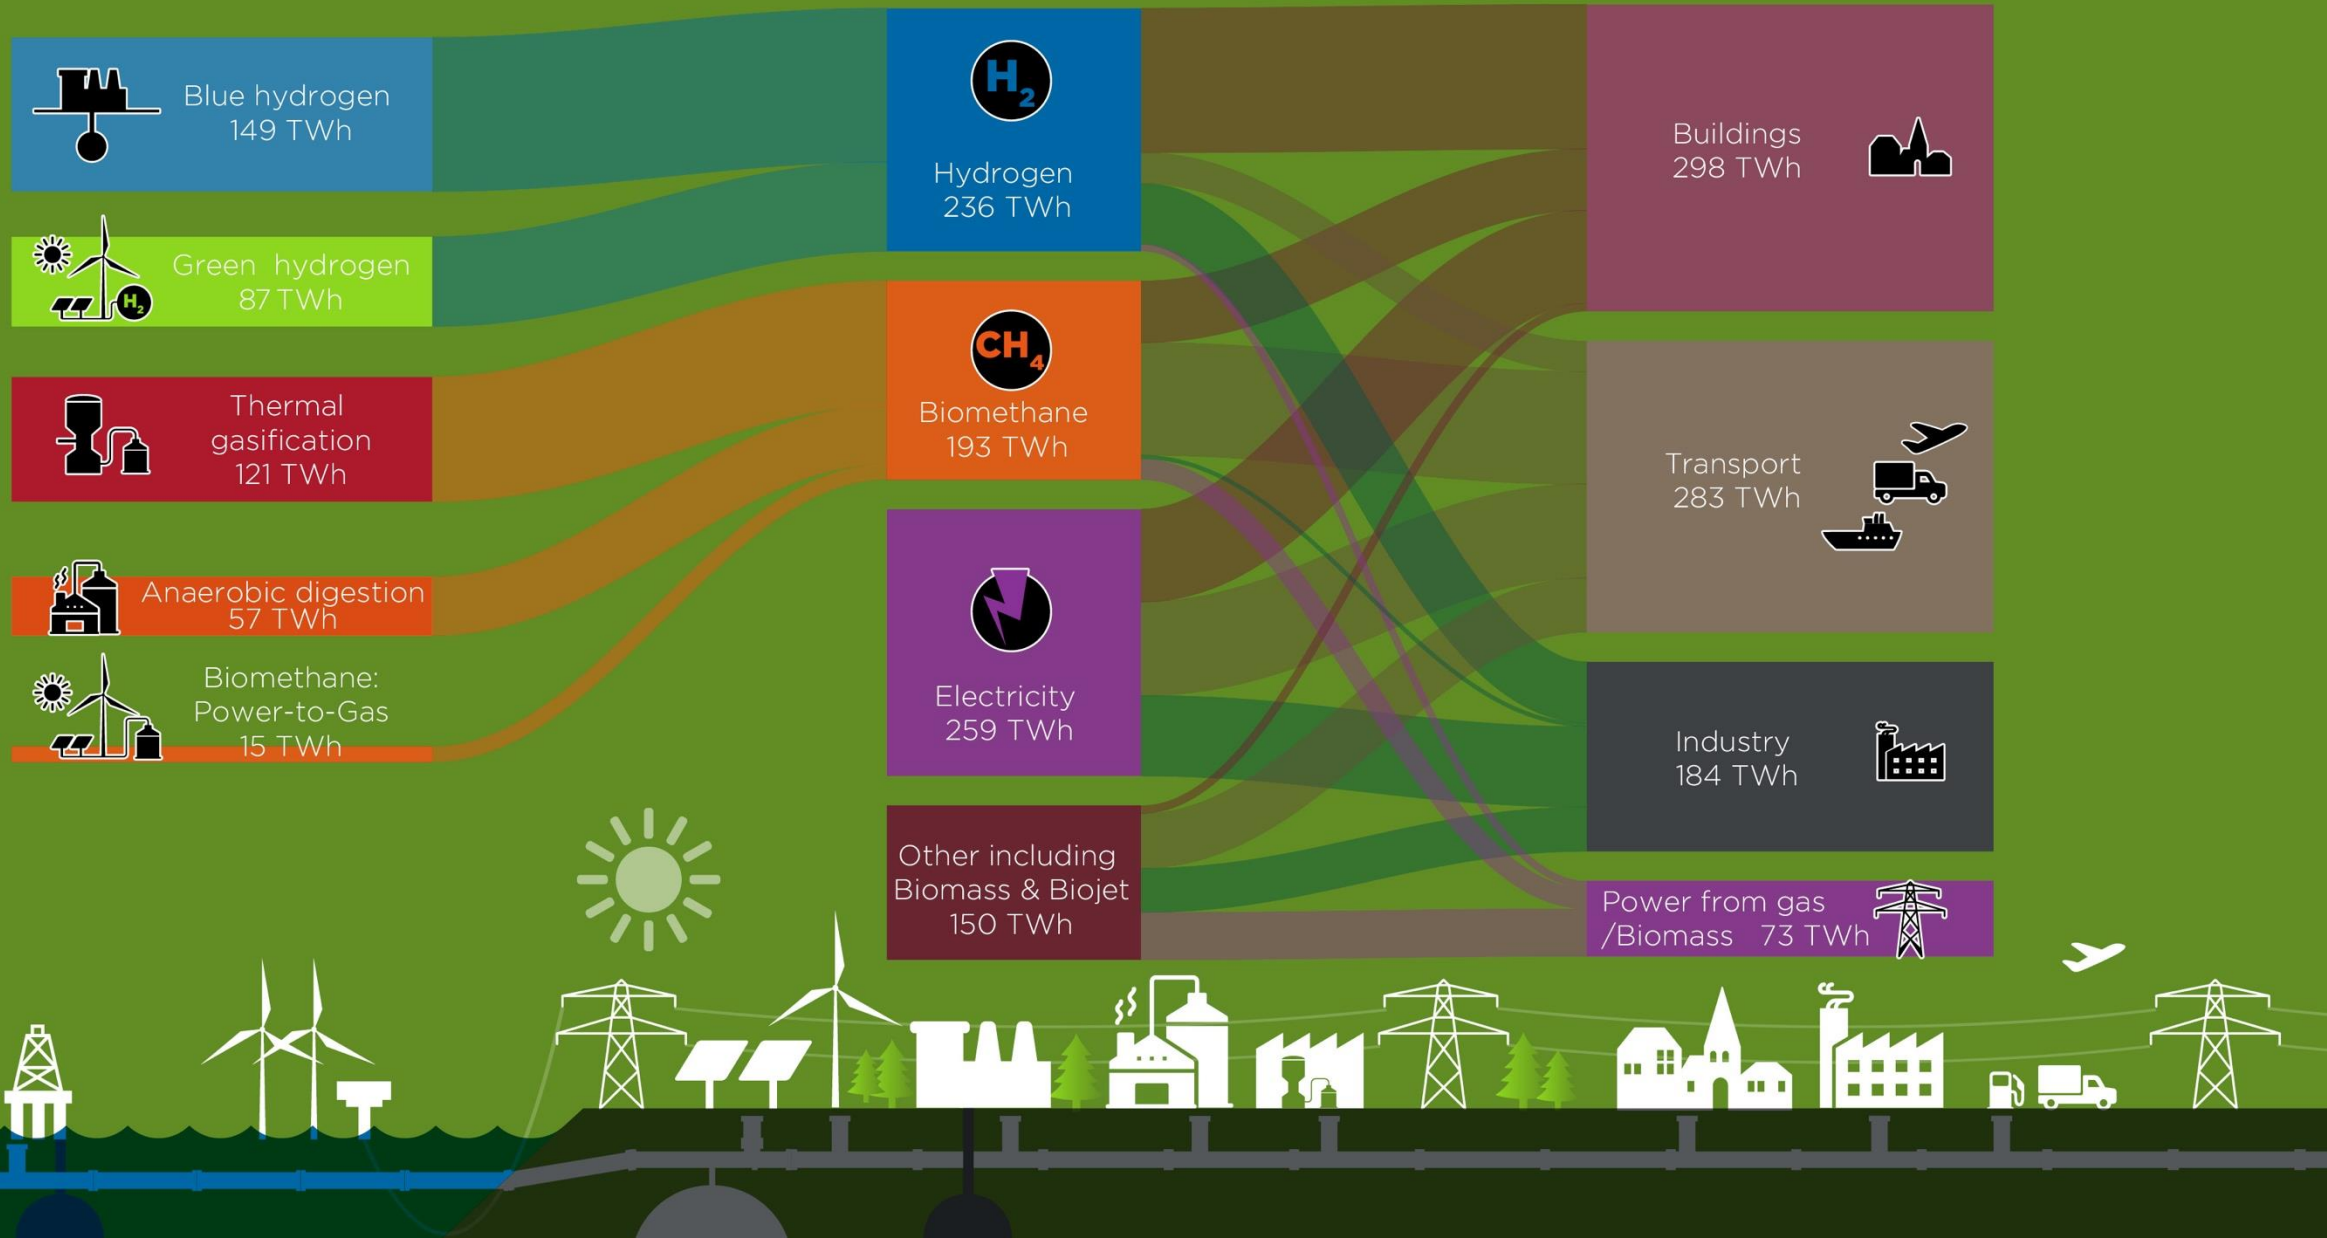 Blue hydrogen
149 TWh
Green hydrogen
87 TWh
H2
Thermal
gasification
121 TWh
Anaerobic digestion
57 TWh
Biomethane:
Power-to-Gas
15 TWh
H2
Hydrogen
236 TWh
CH4
Biomethane
193 TWh
Electricity
259 TWh
Other including
Biomass & Biojet
150 TWh
Buildings
298 TWh
Transport
283 TWh
Industry
184 TWh
Power from gas
/Biomass 73 TWh